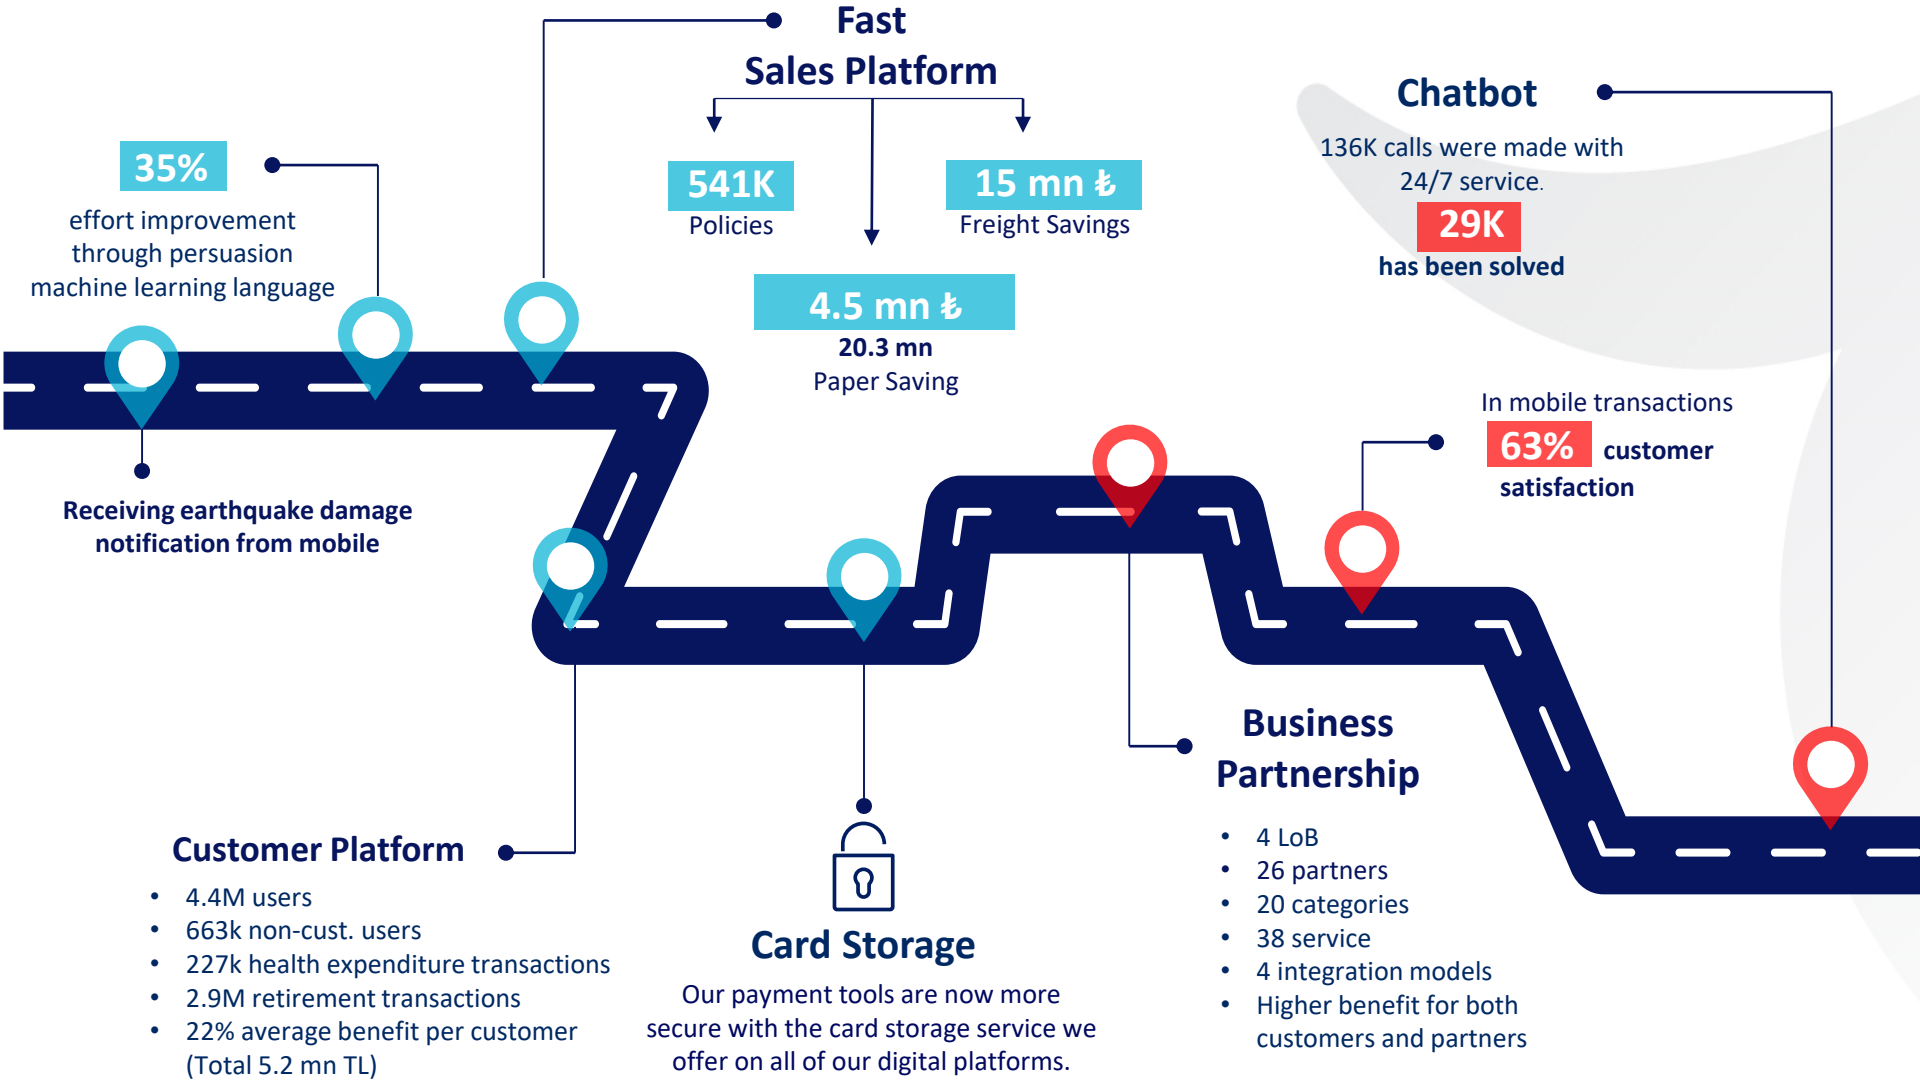 Fast
Sales Platform
541K
Policies
15 mn ₺
Freight Savings
4.5 mn ₺
20.3 mn
Paper Saving
35%
effort improvement
through persuasion
machine learning language
Receiving earthquake damage
notification from mobile
Chatbot
136K calls were made with
24/7 service.
29K
has been solved
In mobile transactions
63% customer
satisfaction
Customer Platform
• 4.4M users
• 663k non-cust. users
• 227k health expenditure transactions
• 2.9M retirement transactions
• 22% average benefit per customer
(Total 5.2 mn TL)
Card Storage
Our payment tools are now more
secure with the card storage service we
offer on all of our digital platforms.
Business
Partnership
• 4 LoB
• 26 partners
• 20 categories
• 38 service
• 4 integration models
• Higher benefit for both
customers and partners